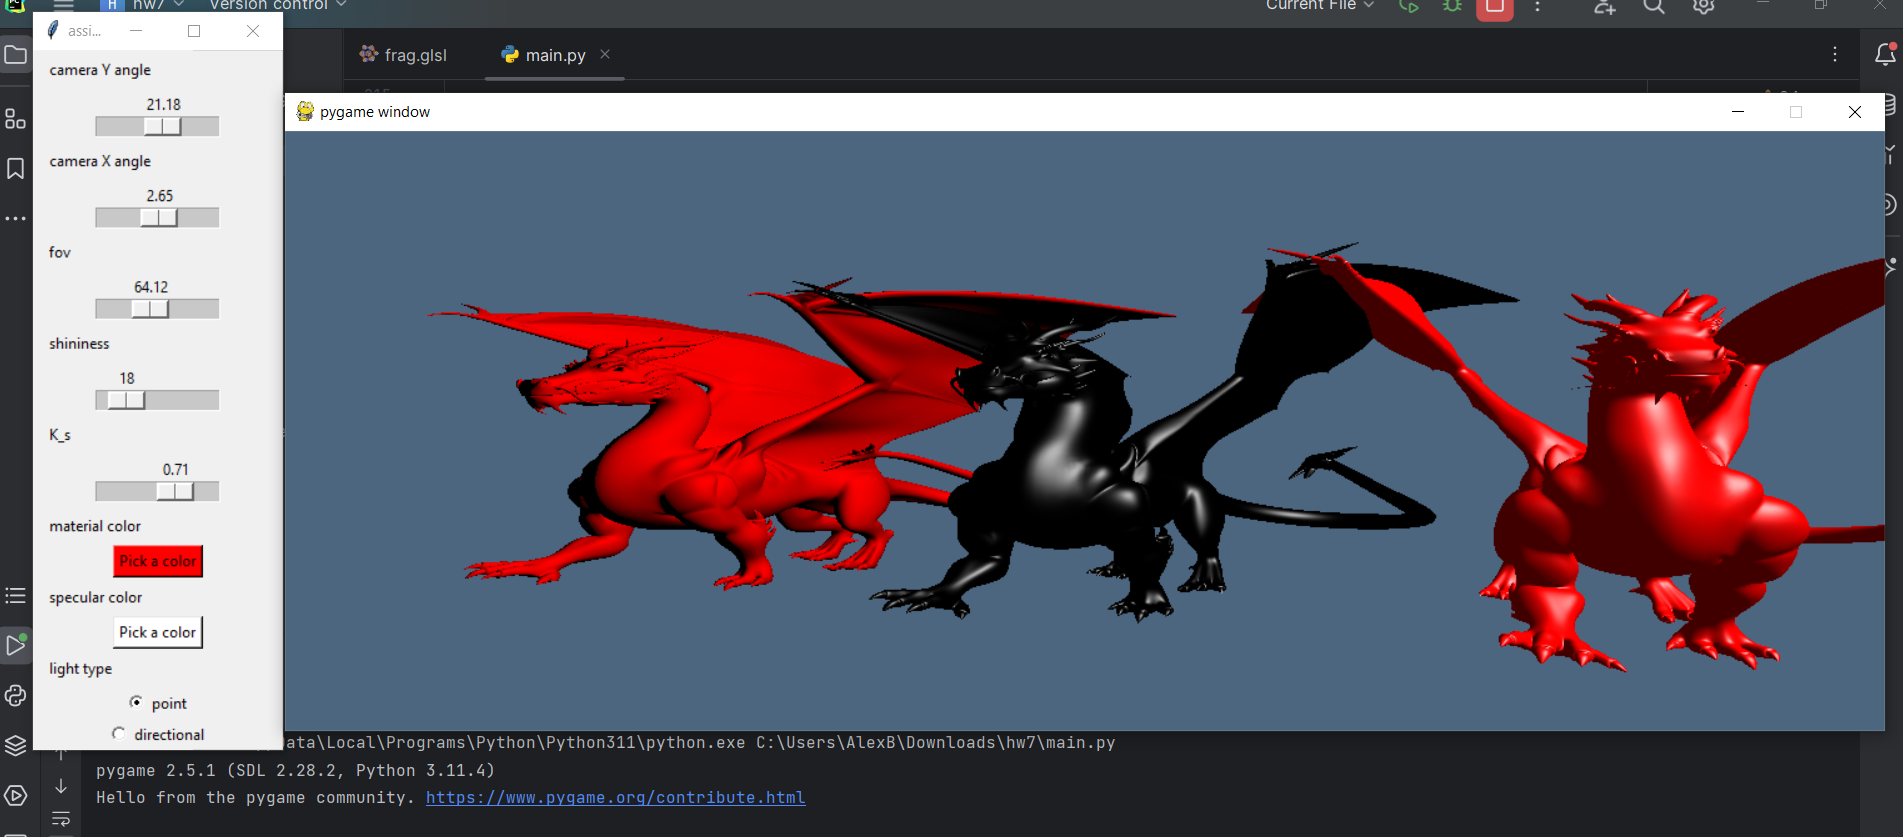 H hw7 Version control
Current File
assi...
frag.glsl
main.py
camera Y angle
21.18
camera X angle
2.65
fov
64.12
shininess
18
K_s
0.71
material color
Pick a color
specular color
Pick a color
light type
point
directional
pygame window
ata\Local\Programs\Python\Python311\python.exe C:\Users\AlexB\Downloads\hw7\main.py
pygame 2.5.1 (SDL 2.28.2, Python 3.11.4)
Hello from the pygame community. https://www.pygame.org/contribute.html